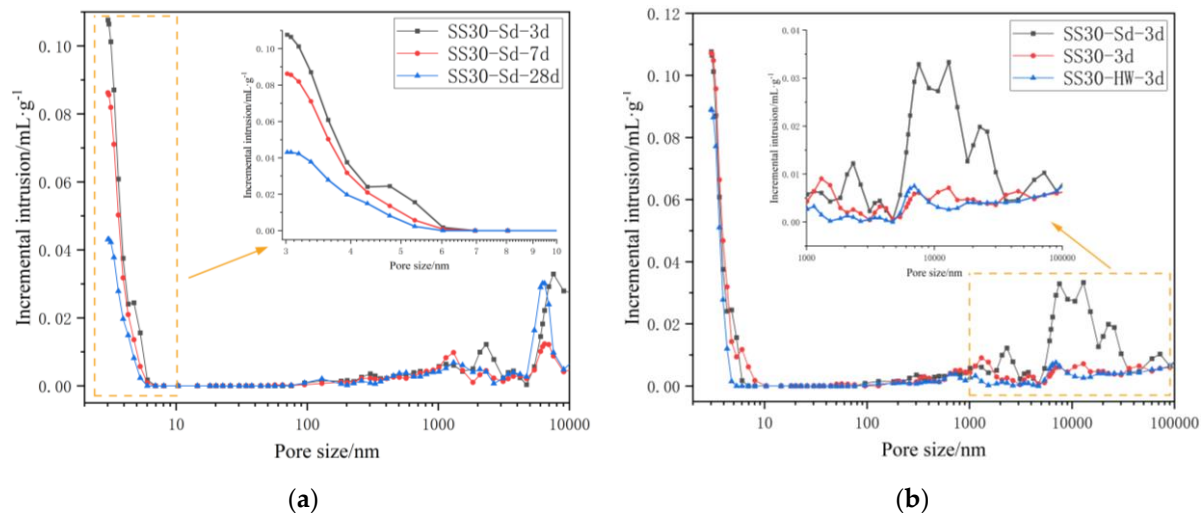 SS30-Sd-3d
SS30-Sd-7d
SS30-Sd-28d
Incremental intrusion/mL·g⁻¹
0.10
0.08
0.06
0.04
0.02
0.00
10
100
1000
10000
Pore size/nm
Incremental intrusion/mL·g⁻¹
0.10
0.08
0.06
0.04
0.02
0.00
3
4
5
6
7
8
9
10
Pore size/nm
(a)
SS30-Sd-3d
SS30-3d
SS30-HW-3d
Incremental intrusion/mL·g⁻¹
0.12
0.10
0.08
0.06
0.04
0.02
0.00
10
100
1000
10000
100000
Pore size/nm
Incremental intrusion/mL·g⁻¹
0.04
0.03
0.02
0.01
0.00
1000
10000
100000
Pore size/nm
(b)